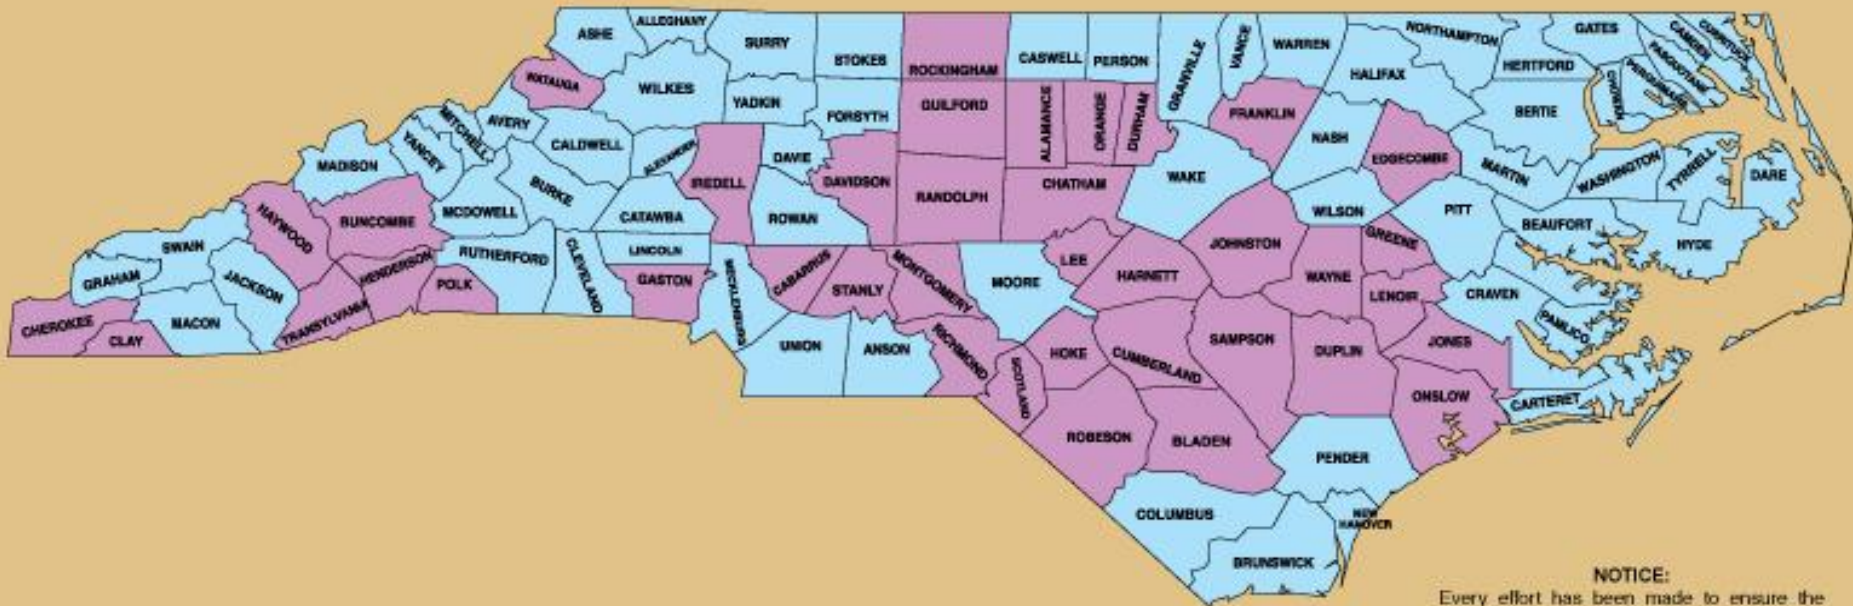 ASHE
ALLEGHANY
SURRY
STOKES
ROCKINGHAM
CASWELL
PERSON
GRANVILLE
VANCE
WARREN
NORTHAMPTON
GATES
CAMDEN
CURRITUCK
PASQUOTANK
PERQUIMANS
CHOWAN
HERTFORD
HALIFAX
BERTIE
WATAUGA
WILKES
YADKIN
FORSYTH
GUILFORD
ALAMANCE
ORANGE
DURHAM
FRANKLIN
NASH
EDGECOMBE
MARTIN
WASHINGTON
TYRRELL
DARE
MITCHELL
AVERY
CALDWELL
ALEXANDER
IREDELL
DAVIE
DAVIDSON
RANDOLPH
CHATHAM
WAKE
MADISON
YANCEY
BURKE
CATAWBA
ROWAN
WILSON
PITT
BEAUFORT
HYDE
HAYWOOD
BUNCOMBE
MCDOWELL
SWAIN
GRAHAM
JACKSON
HENDERSON
RUTHERFORD
CLEVELAND
LINCOLN
GASTON
MECKLENBURG
CABARRUS
STANLY
MONTGOMERY
MOORE
LEE
HARNETT
JOHNSTON
WAYNE
GREENE
LENOIR
CRAVEN
PAMLICO
CHEROKEE
CLAY
MACON
TRANSYLVANIA
POLK
UNION
ANSON
RICHMOND
SCOTLAND
HOKE
CUMBERLAND
SAMPSON
DUPLIN
JONES
ONSLOW
CARTERET
ROBESON
BLADEN
PENDER
COLUMBUS
NEW
HANOVER
BRUNSWICK
NOTICE:
Every effort has been made to ensure the